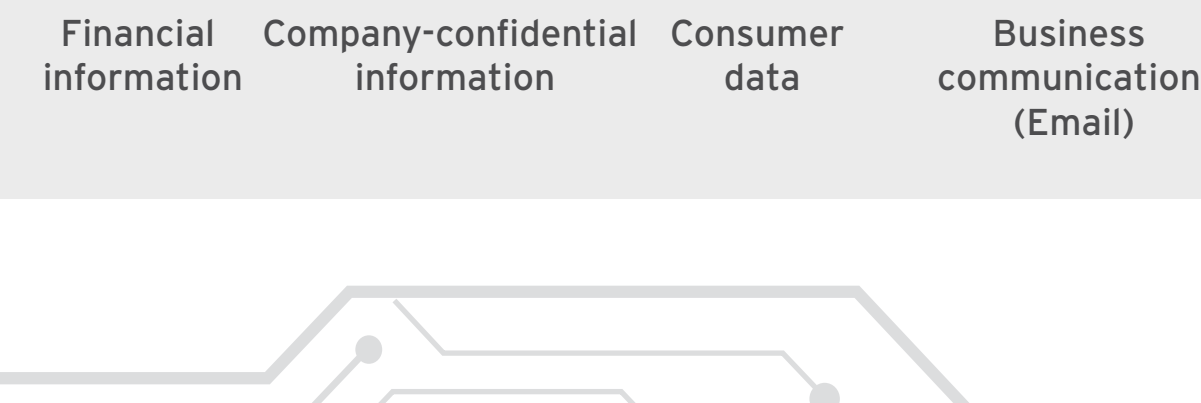 Financial
information
Company-confidential
information
Consumer
data
Business
communication
(Email)